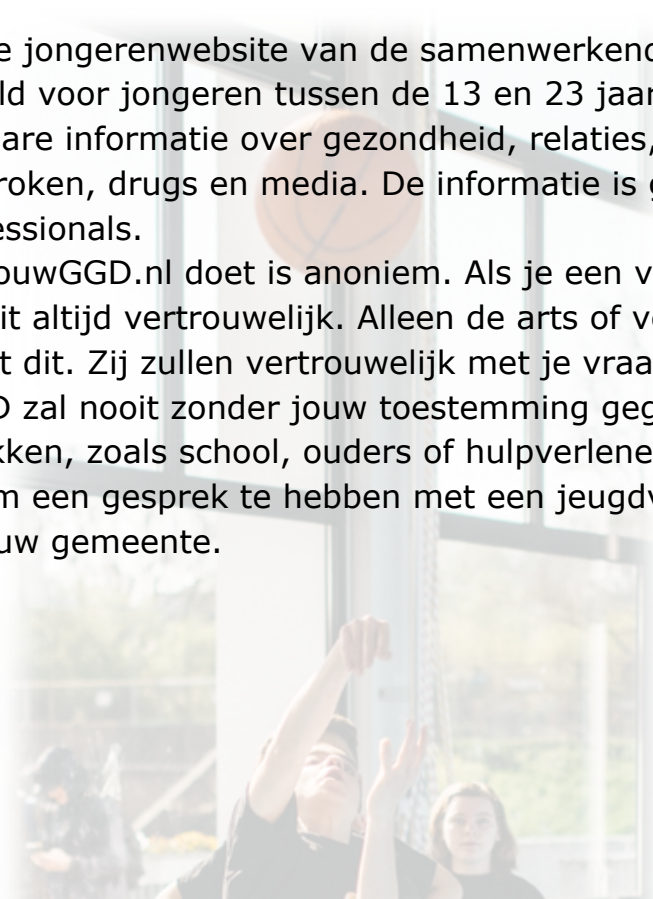 e jongerenwebsite van de samenwerkend
ld voor jongeren tussen de 13 en 23 jaar
are informatie over gezondheid, relaties,
roken, drugs en media. De informatie is g
essionals.
ouwGGD.nl doet is anoniem. Als je een v
it altijd vertrouwelijk. Alleen de arts of ve
t dit. Zij zullen vertrouwelijk met je vraa
D zal nooit zonder jouw toestemming geg
kken, zoals school, ouders of hulpverlene
m een gesprek te hebben met een jeugdv
uw gemeente.